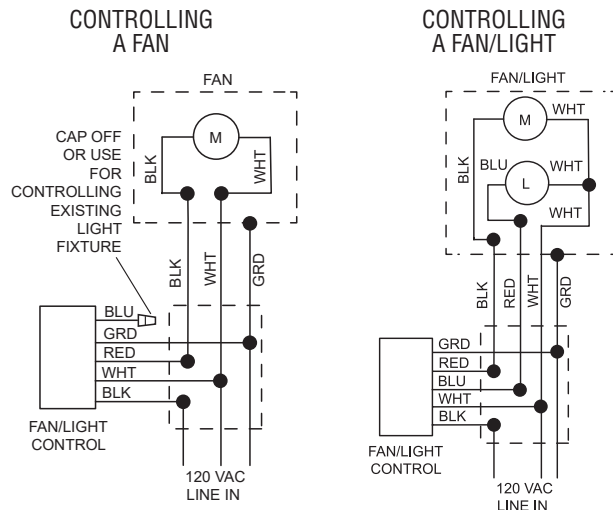 CONTROLLING
A FAN
FAN
M
BLK
WHT
CAP OFF
OR USE
FOR
CONTROLLING
EXISTING
LIGHT
FIXTURE
BLK
WHT
GRD
BLU
GRD
RED
WHT
BLK
FAN/LIGHT
CONTROL
120 VAC
LINE IN
CONTROLLING
A FAN/LIGHT
FAN/LIGHT
M
WHT
BLK
BLU
WHT
L
WHT
BLK
RED
WHT
GRD
GRD
RED
BLU
WHT
BLK
FAN/LIGHT
CONTROL
120 VAC
LINE IN